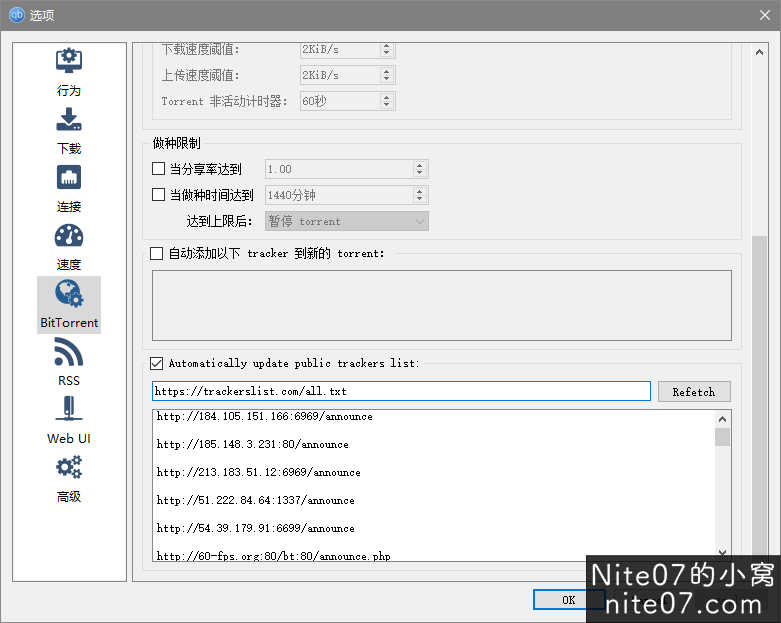 qb 选项
行为
下载
连接
速度
BitTorrent
RSS
Web UI
高级
下载速度阈值:
2KiB/s
上传速度阈值:
2KiB/s
Torrent 非活动计时器:
60秒
做种限制
当分享率达到
1.00
当做种时间达到
1440分钟
达到上限后:
暂停 torrent
自动添加以下 tracker 到新的 torrent:
Automatically update public trackers list:
https://trackerslist.com/all.txt
Refetch
http://184.105.151.166:6969/announce
http://185.148.3.231:80/announce
http://213.183.51.12:6969/announce
http://51.222.84.64:1337/announce
http://54.39.179.91:6699/announce
http://60-fps.org:80/bt:80/announce.php
OK
Nite07的小窝
nite07.com